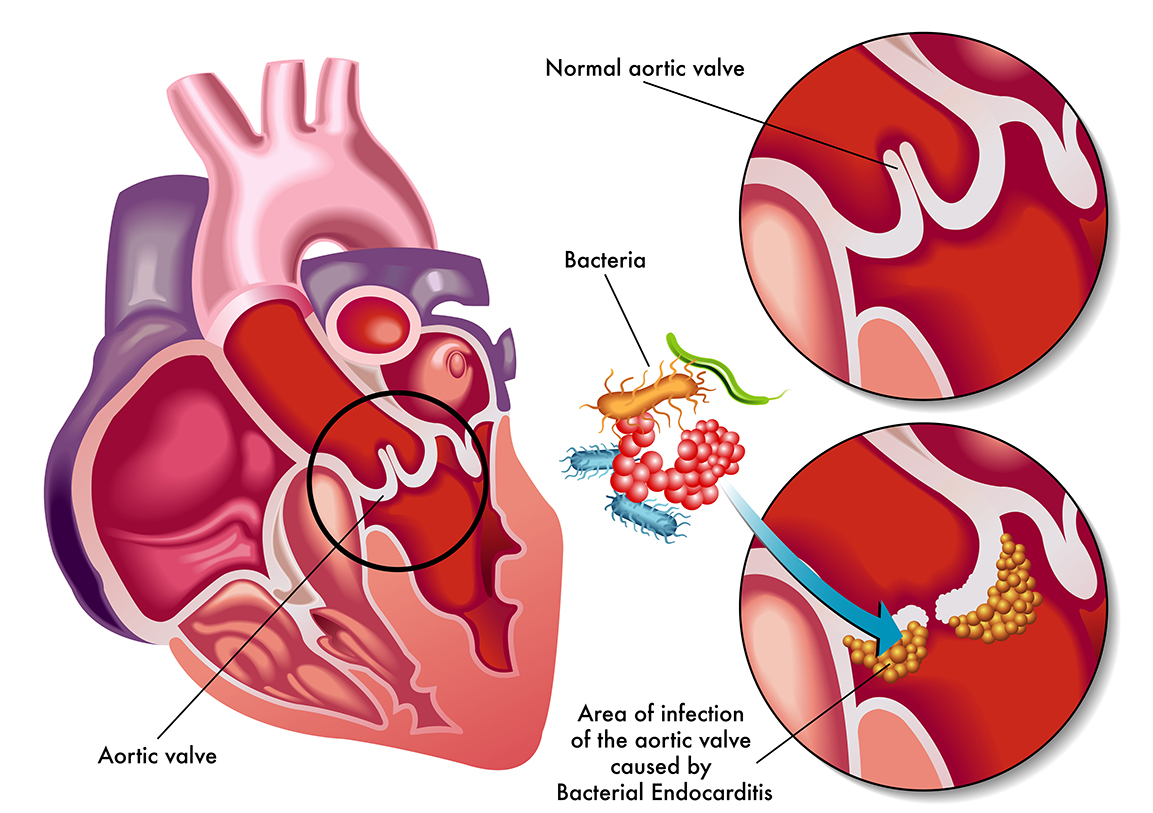 Normal aortic valve
Bacteria
Aortic valve
Area of infection
of the aortic valve
caused by
Bacterial Endocarditis